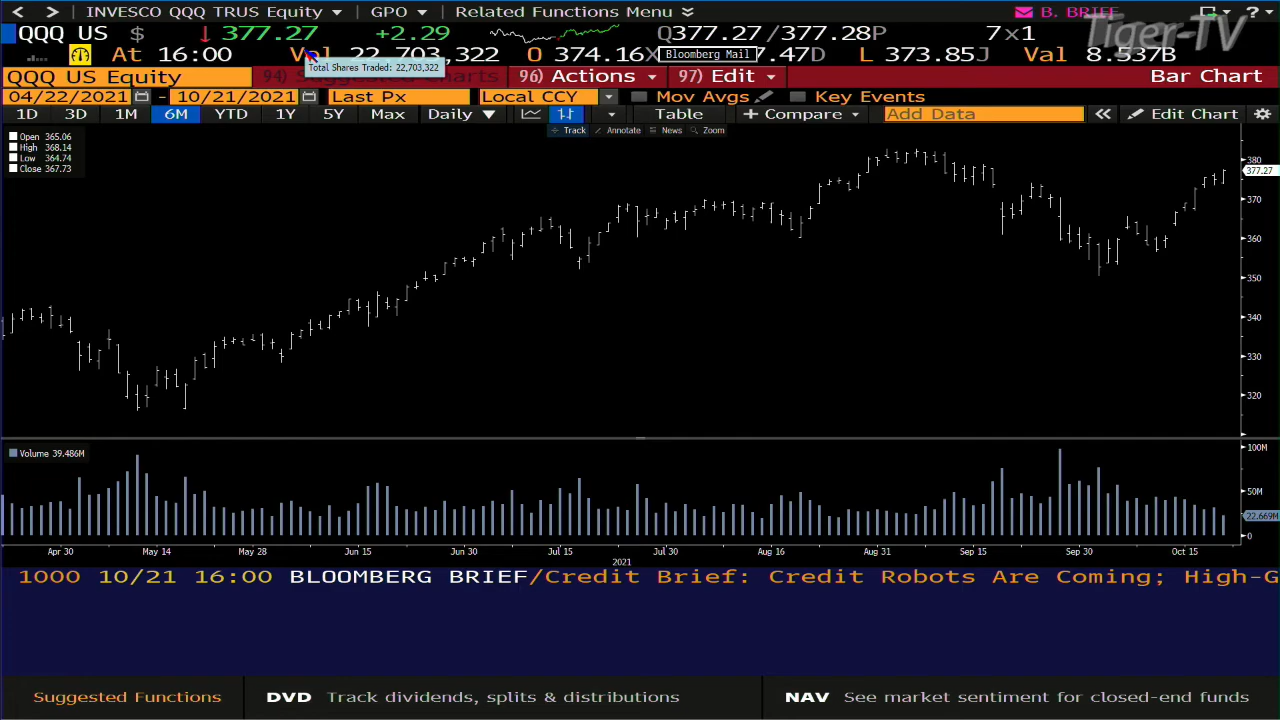 < > INVESCO QQQ TRUS Equity GPO Related Functions Menu B. BRIEF ?
Tiger-TV
QQQ US $ ↓ 377.27 +2.29 Q377.27/377.28P 7x1
At 16:00 Val 22,703,322 O 374.16X 7.47D L 373.85J Val 8.537B
Bloomberg Mail
Total Shares Traded: 22,703,322
QQQ US Equity 94) Suggested Charts 96) Actions 97) Edit Bar Chart
04/22/2021 - 10/21/2021 Last Px Local CCY Mov Avgs Key Events
1D 3D 1M 6M YTD 1Y 5Y Max Daily ▼ Table + Compare Add Data « Edit Chart
Track Annotate News Zoom
Open 365.06
High 368.14
Low 364.74
Close 367.73
380
377.27
370
360
350
340
330
320
Volume 39.486M
100M
50M
22.669M
0
Apr 30 May 14 May 28 Jun 15 Jun 30 Jul 15 Jul 30 Aug 16 Aug 31 Sep 15 Sep 30 Oct 15
2021
1000 10/21 16:00 BLOOMBERG BRIEF/Credit Brief: Credit Robots Are Coming; High-G
Suggested Functions DVD Track dividends, splits & distributions NAV See market sentiment for closed-end funds